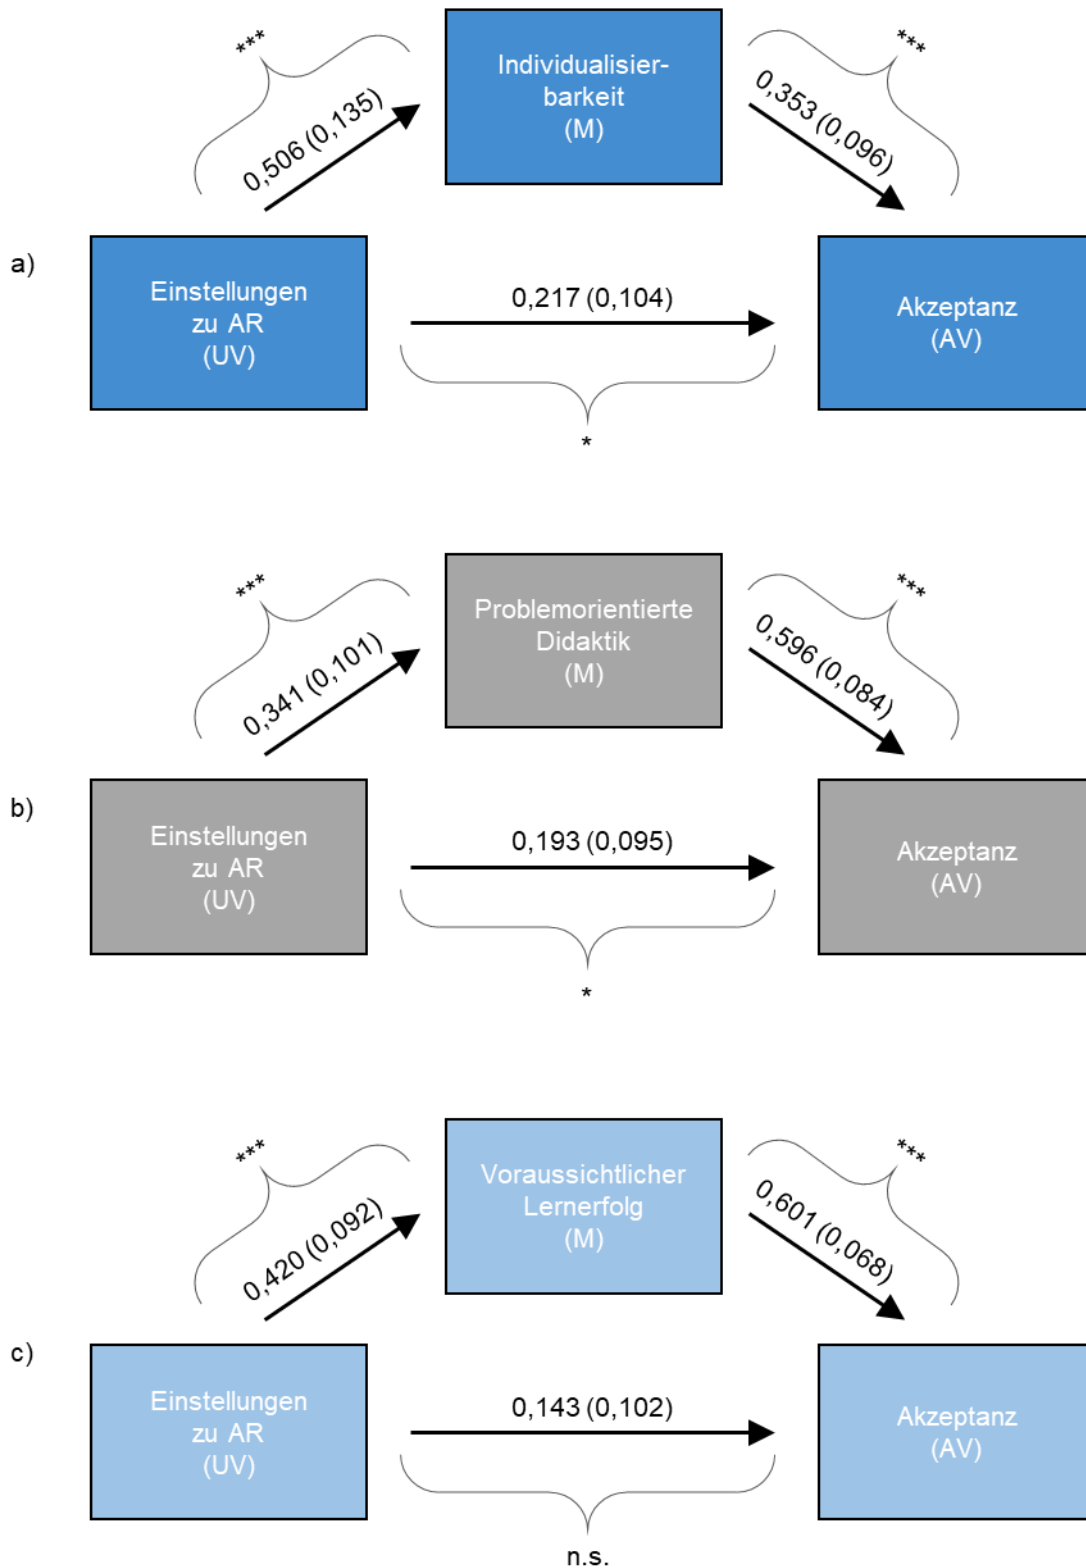 ***
***
Individualisier-
barkeit
(M)
0,506 (0,135)
0,353 (0,096)
a)
Einstellungen
zu AR
(UV)
0,217 (0,104)
Akzeptanz
(AV)
*
***
***
Problemorientierte
Didaktik
(M)
0,341 (0,101)
0,596 (0,084)
b)
Einstellungen
zu AR
(UV)
0,193 (0,095)
Akzeptanz
(AV)
*
***
***
Voraussichtlicher
Lernerfolg
(M)
0,420 (0,092)
0,601 (0,068)
c)
Einstellungen
zu AR
(UV)
0,143 (0,102)
Akzeptanz
(AV)
n.s.